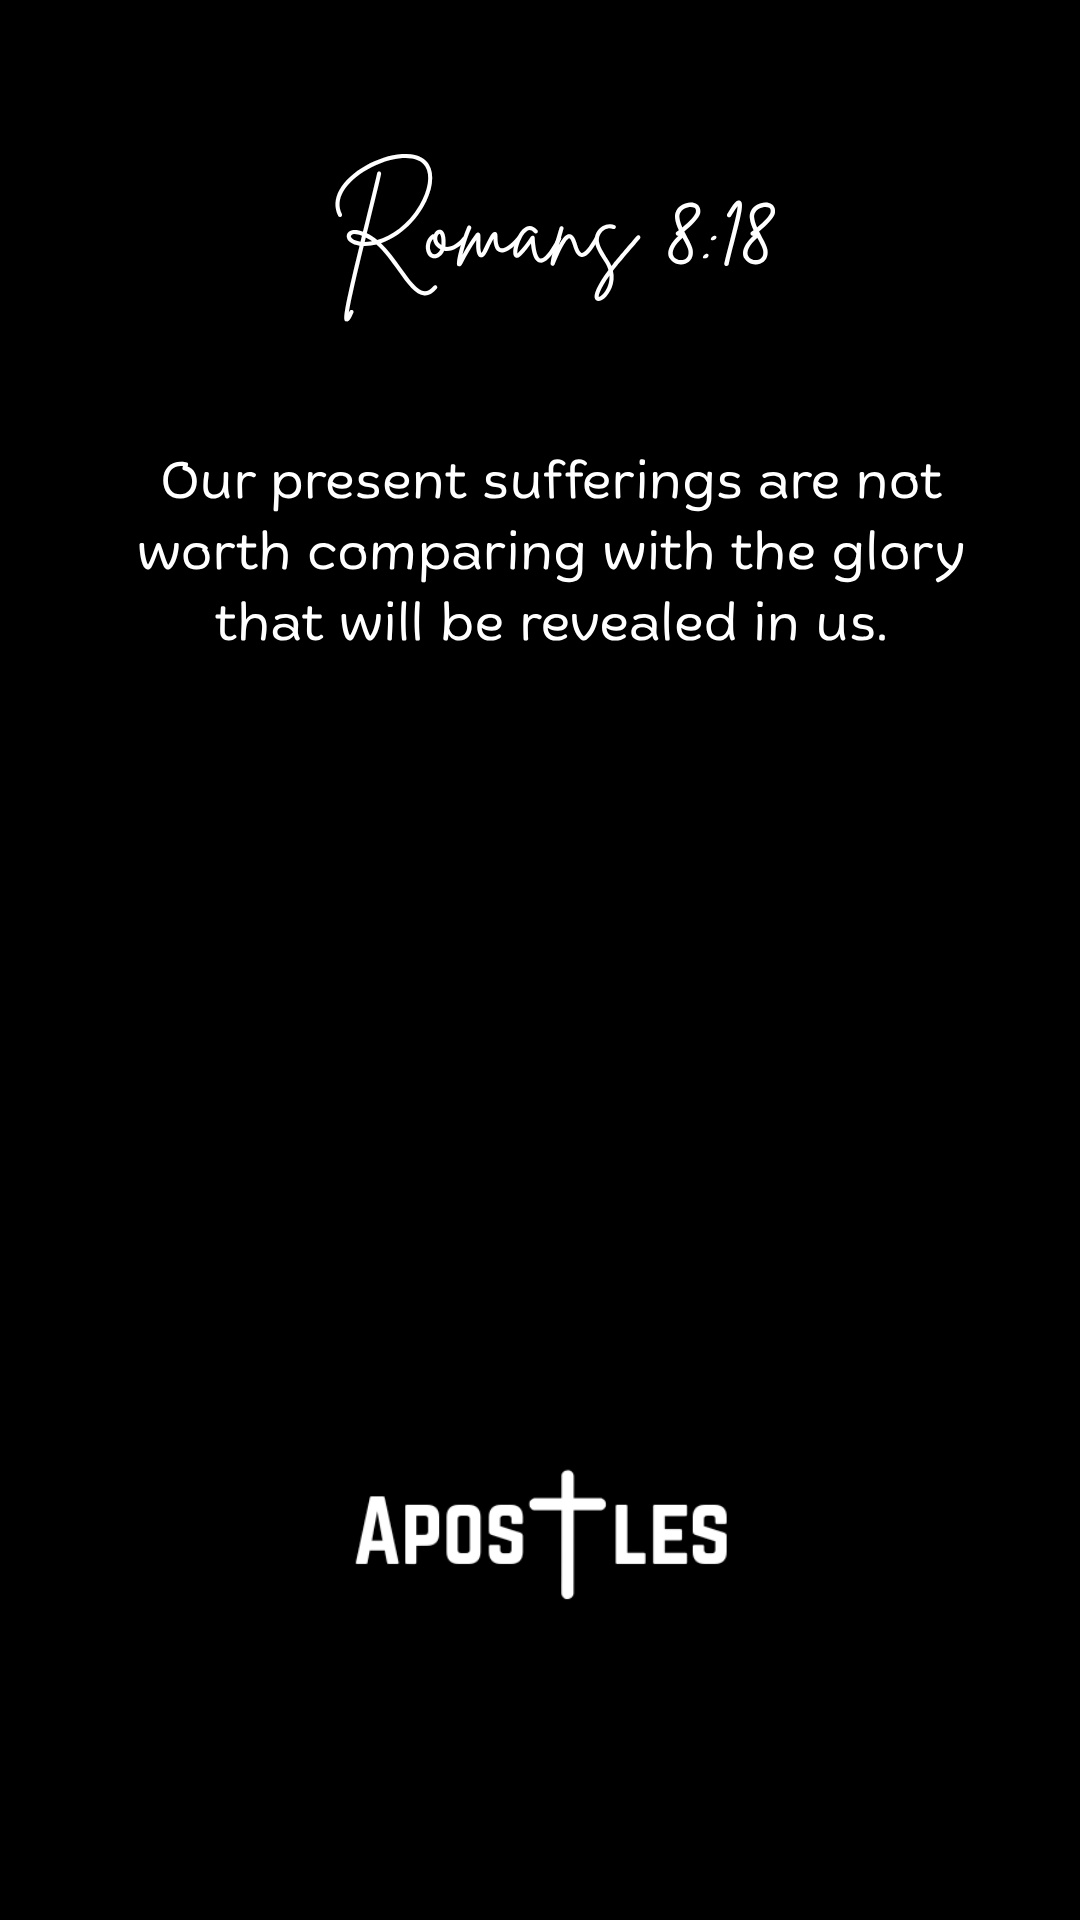 Romans 8:18
Our present sufferings are not
worth comparing with the glory
that will be revealed in us.
APOSTLES